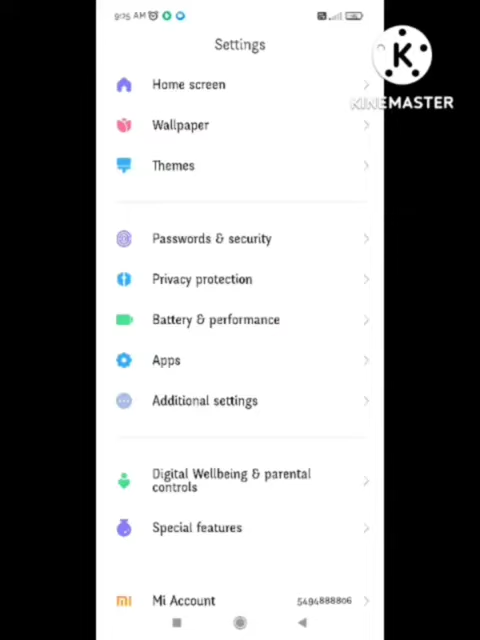 9:25 AM
Settings
Home screen
K
KINEMASTER
Wallpaper
Themes
Passwords & security
Privacy protection
Battery & performance
Apps
Additional settings
Digital Wellbeing & parental
controls
Special features
Mi Account 5494888806